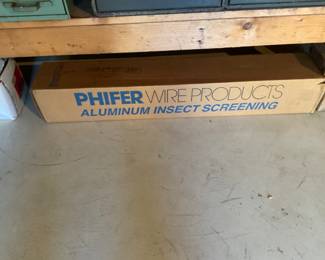 PHIFER WIRE PRODUCTS
ALUMINUM INSECT SCREENING